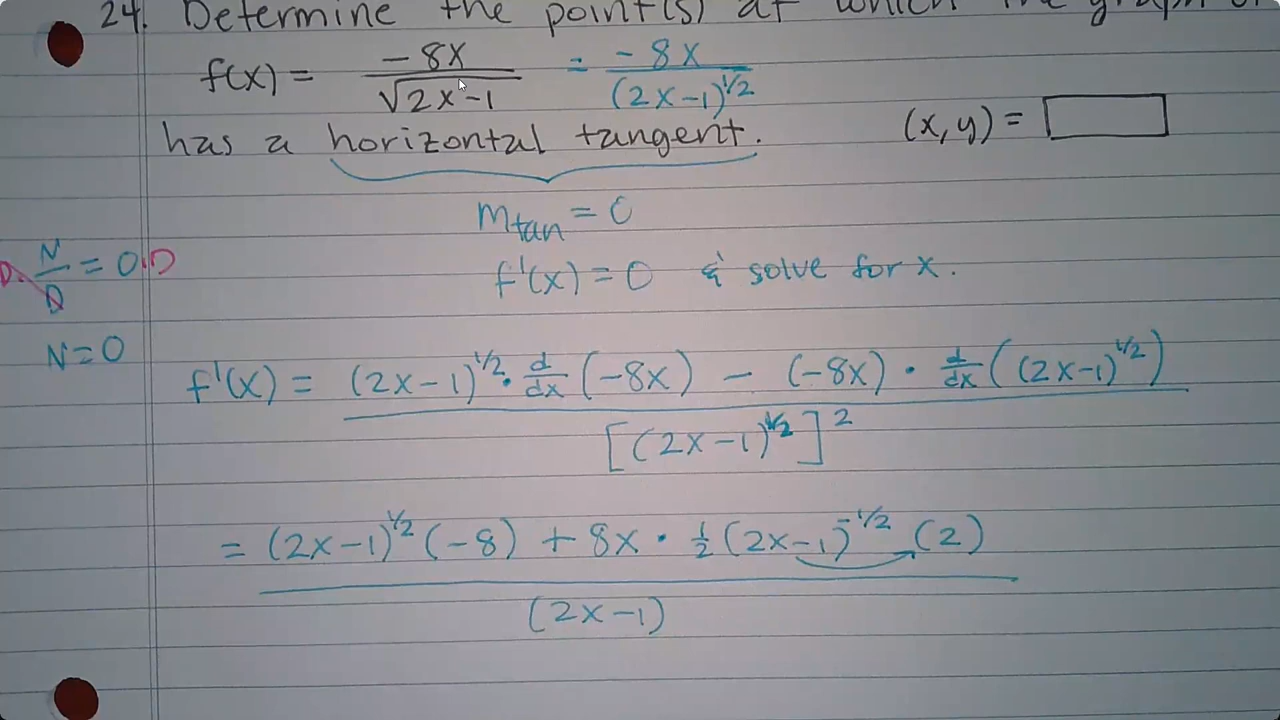 24. Determine the point(s) at which the graph of
f(x) = -8x / √(2x-1) = -8x / (2x-1)^1/2
has a horizontal tangent. (x,y) =
m tan = 0
D. N/D = 0.D
f'(x) = 0 & solve for x.
N = 0
f'(x) = (2x-1)^1/2 · d/dx (-8x) - (-8x) · d/dx ((2x-1)^1/2) / [(2x-1)^1/2]^2
= (2x-1)^1/2 (-8) + 8x · 1/2 (2x-1)^-1/2 (2) / (2x-1)